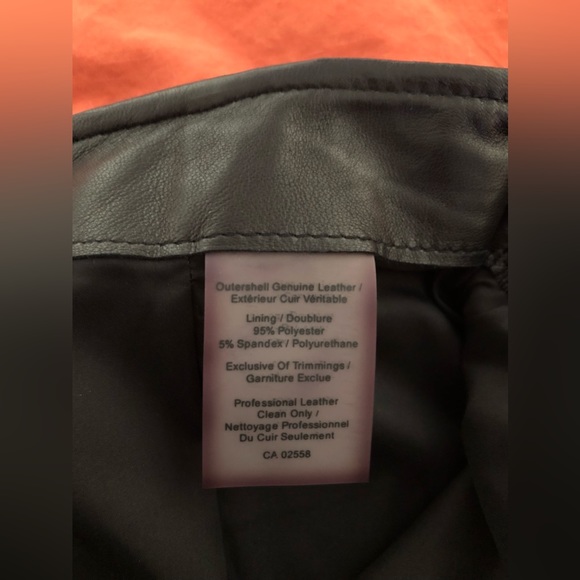 Outershell Genuine Leather /
Extérieur Cuir Véritable
Lining / Doublure
95% Polyester
5% Spandex / Polyurethane
Exclusive Of Trimmings /
Garniture Exclue
Professional Leather
Clean Only /
Nettoyage Professionnel
Du Cuir Seulement
CA 02558